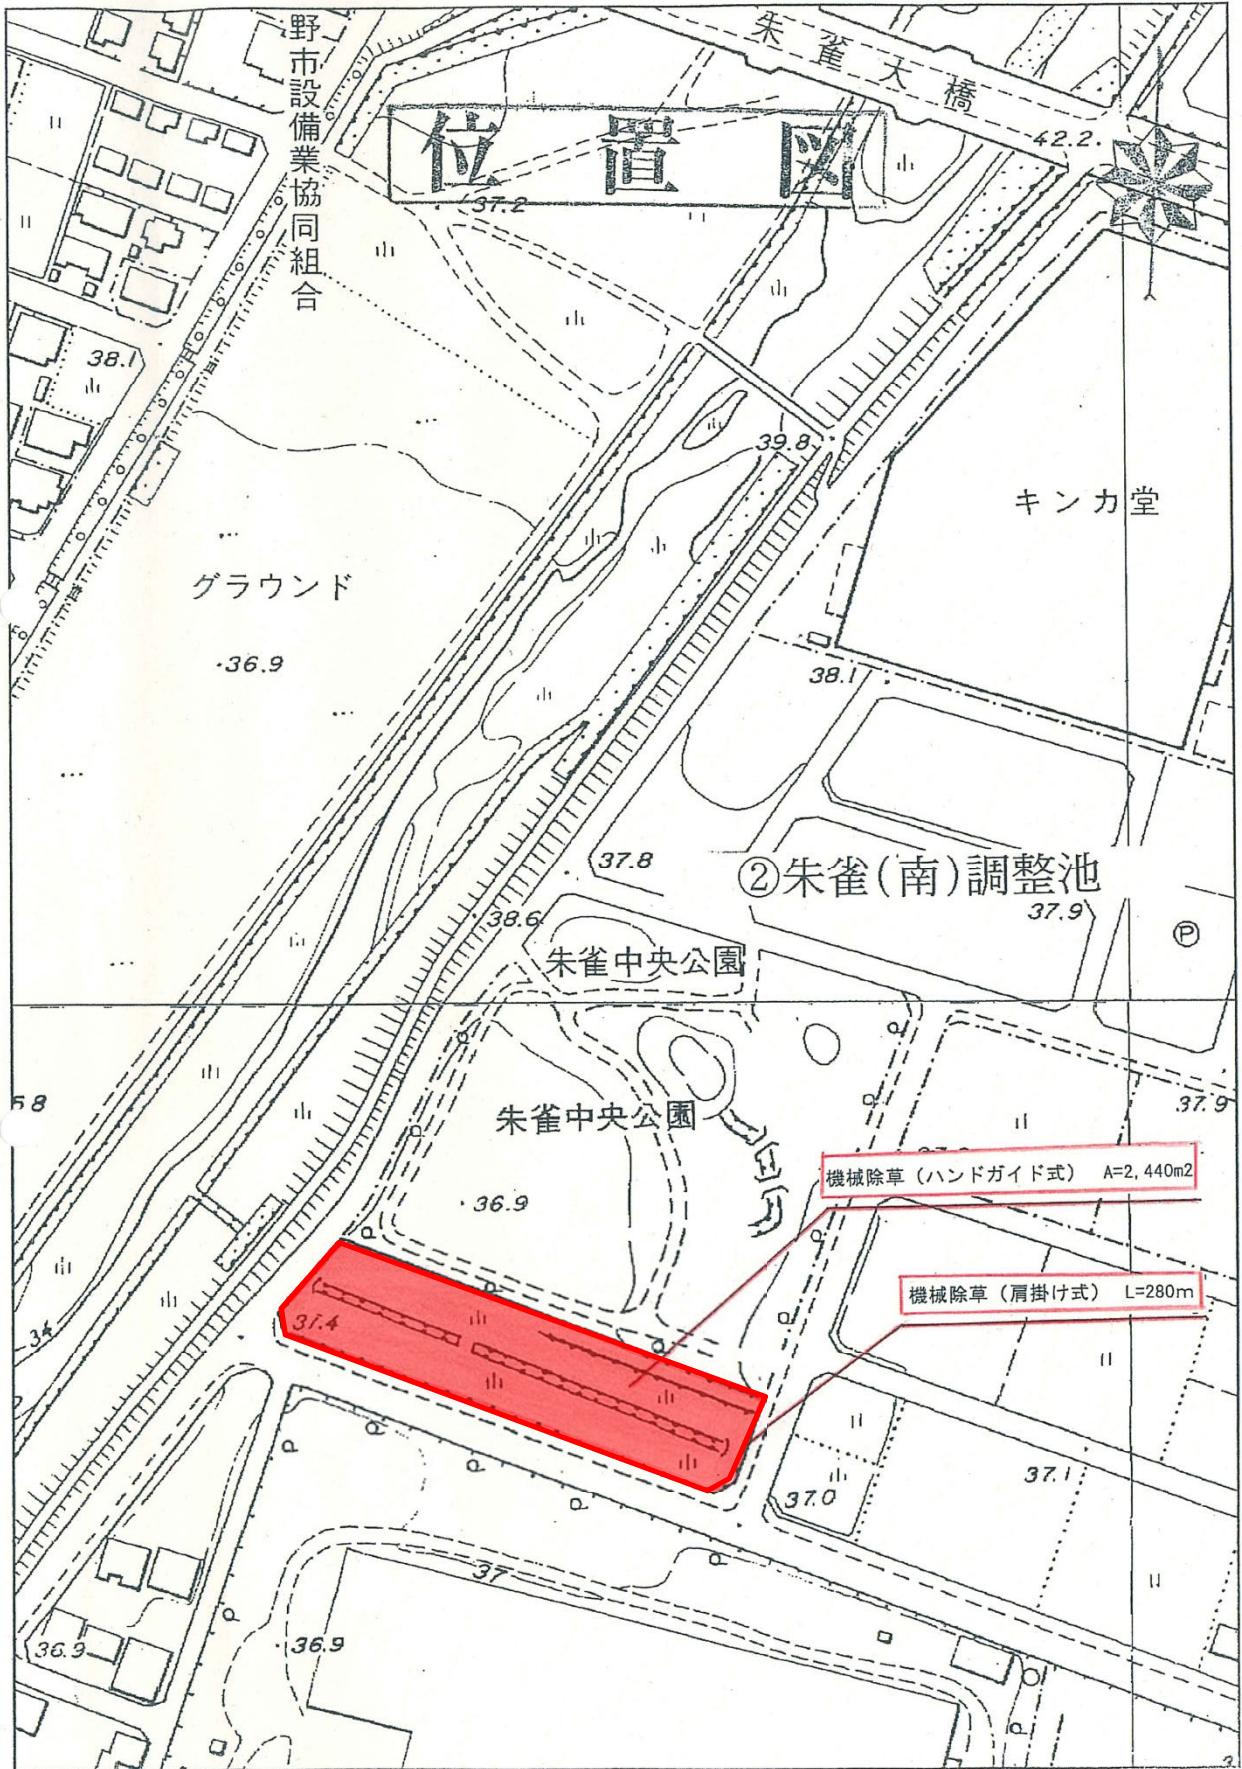 野市設備業協同組合
朱雀大橋
位置図
42.2
37.2
38.1
39.8
キンカ堂
グラウンド
36.9
38.1
37.8
②朱雀(南)調整池
37.9
38.6
P
朱雀中央公園
朱雀中央公園
37.9
機械除草(ハンドガイド式) A=2,440m2
36.9
機械除草(肩掛け式) L=280m
37.4
34
37.1
37.0
37
36.9
36.9